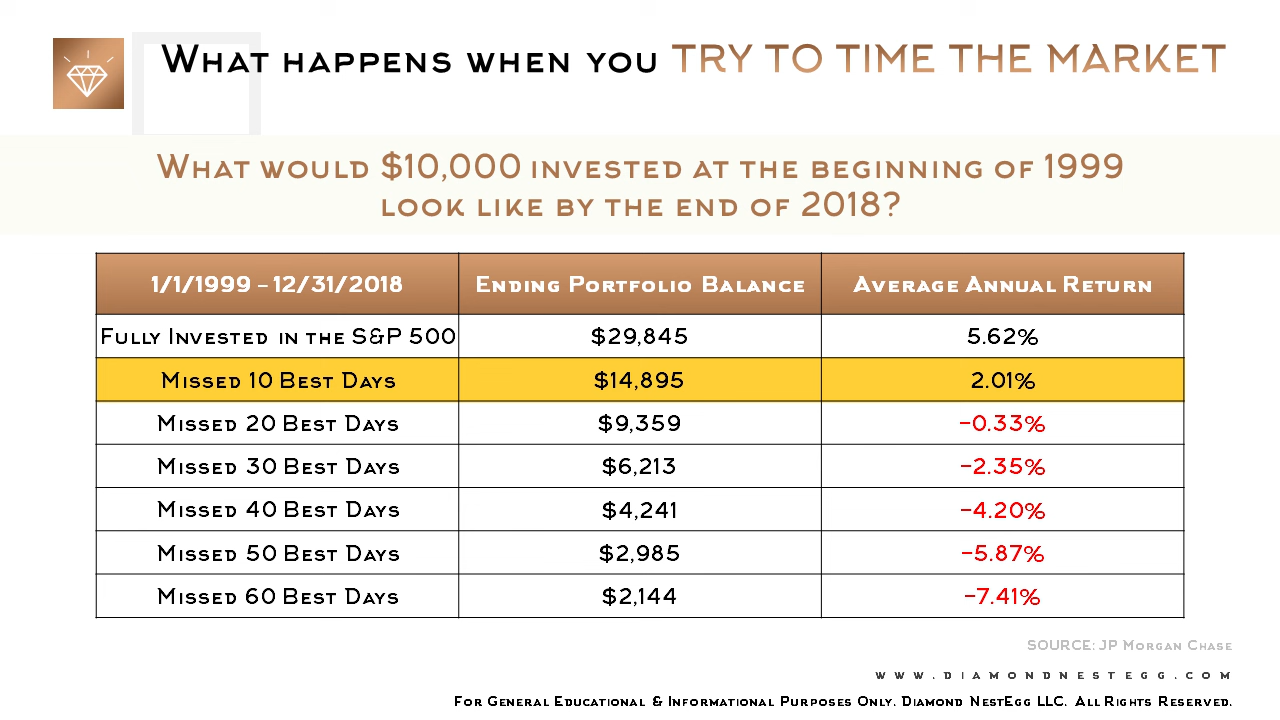 What happens when you TRY TO TIME THE MARKET
What would $10,000 invested at the beginning of 1999
look like by the end of 2018?
1/1/1999 – 12/31/2018 Ending Portfolio Balance Average Annual Return
Fully Invested in the S&P 500 $29,845 5.62%
Missed 10 Best Days $14,895 2.01%
Missed 20 Best Days $9,359 -0.33%
Missed 30 Best Days $6,213 -2.35%
Missed 40 Best Days $4,241 -4.20%
Missed 50 Best Days $2,985 -5.87%
Missed 60 Best Days $2,144 -7.41%
SOURCE: JP Morgan Chase
WWW.DIAMONDNESTEGG.COM
For General Educational & Informational Purposes Only. Diamond NestEgg LLC. All Rights Reserved.